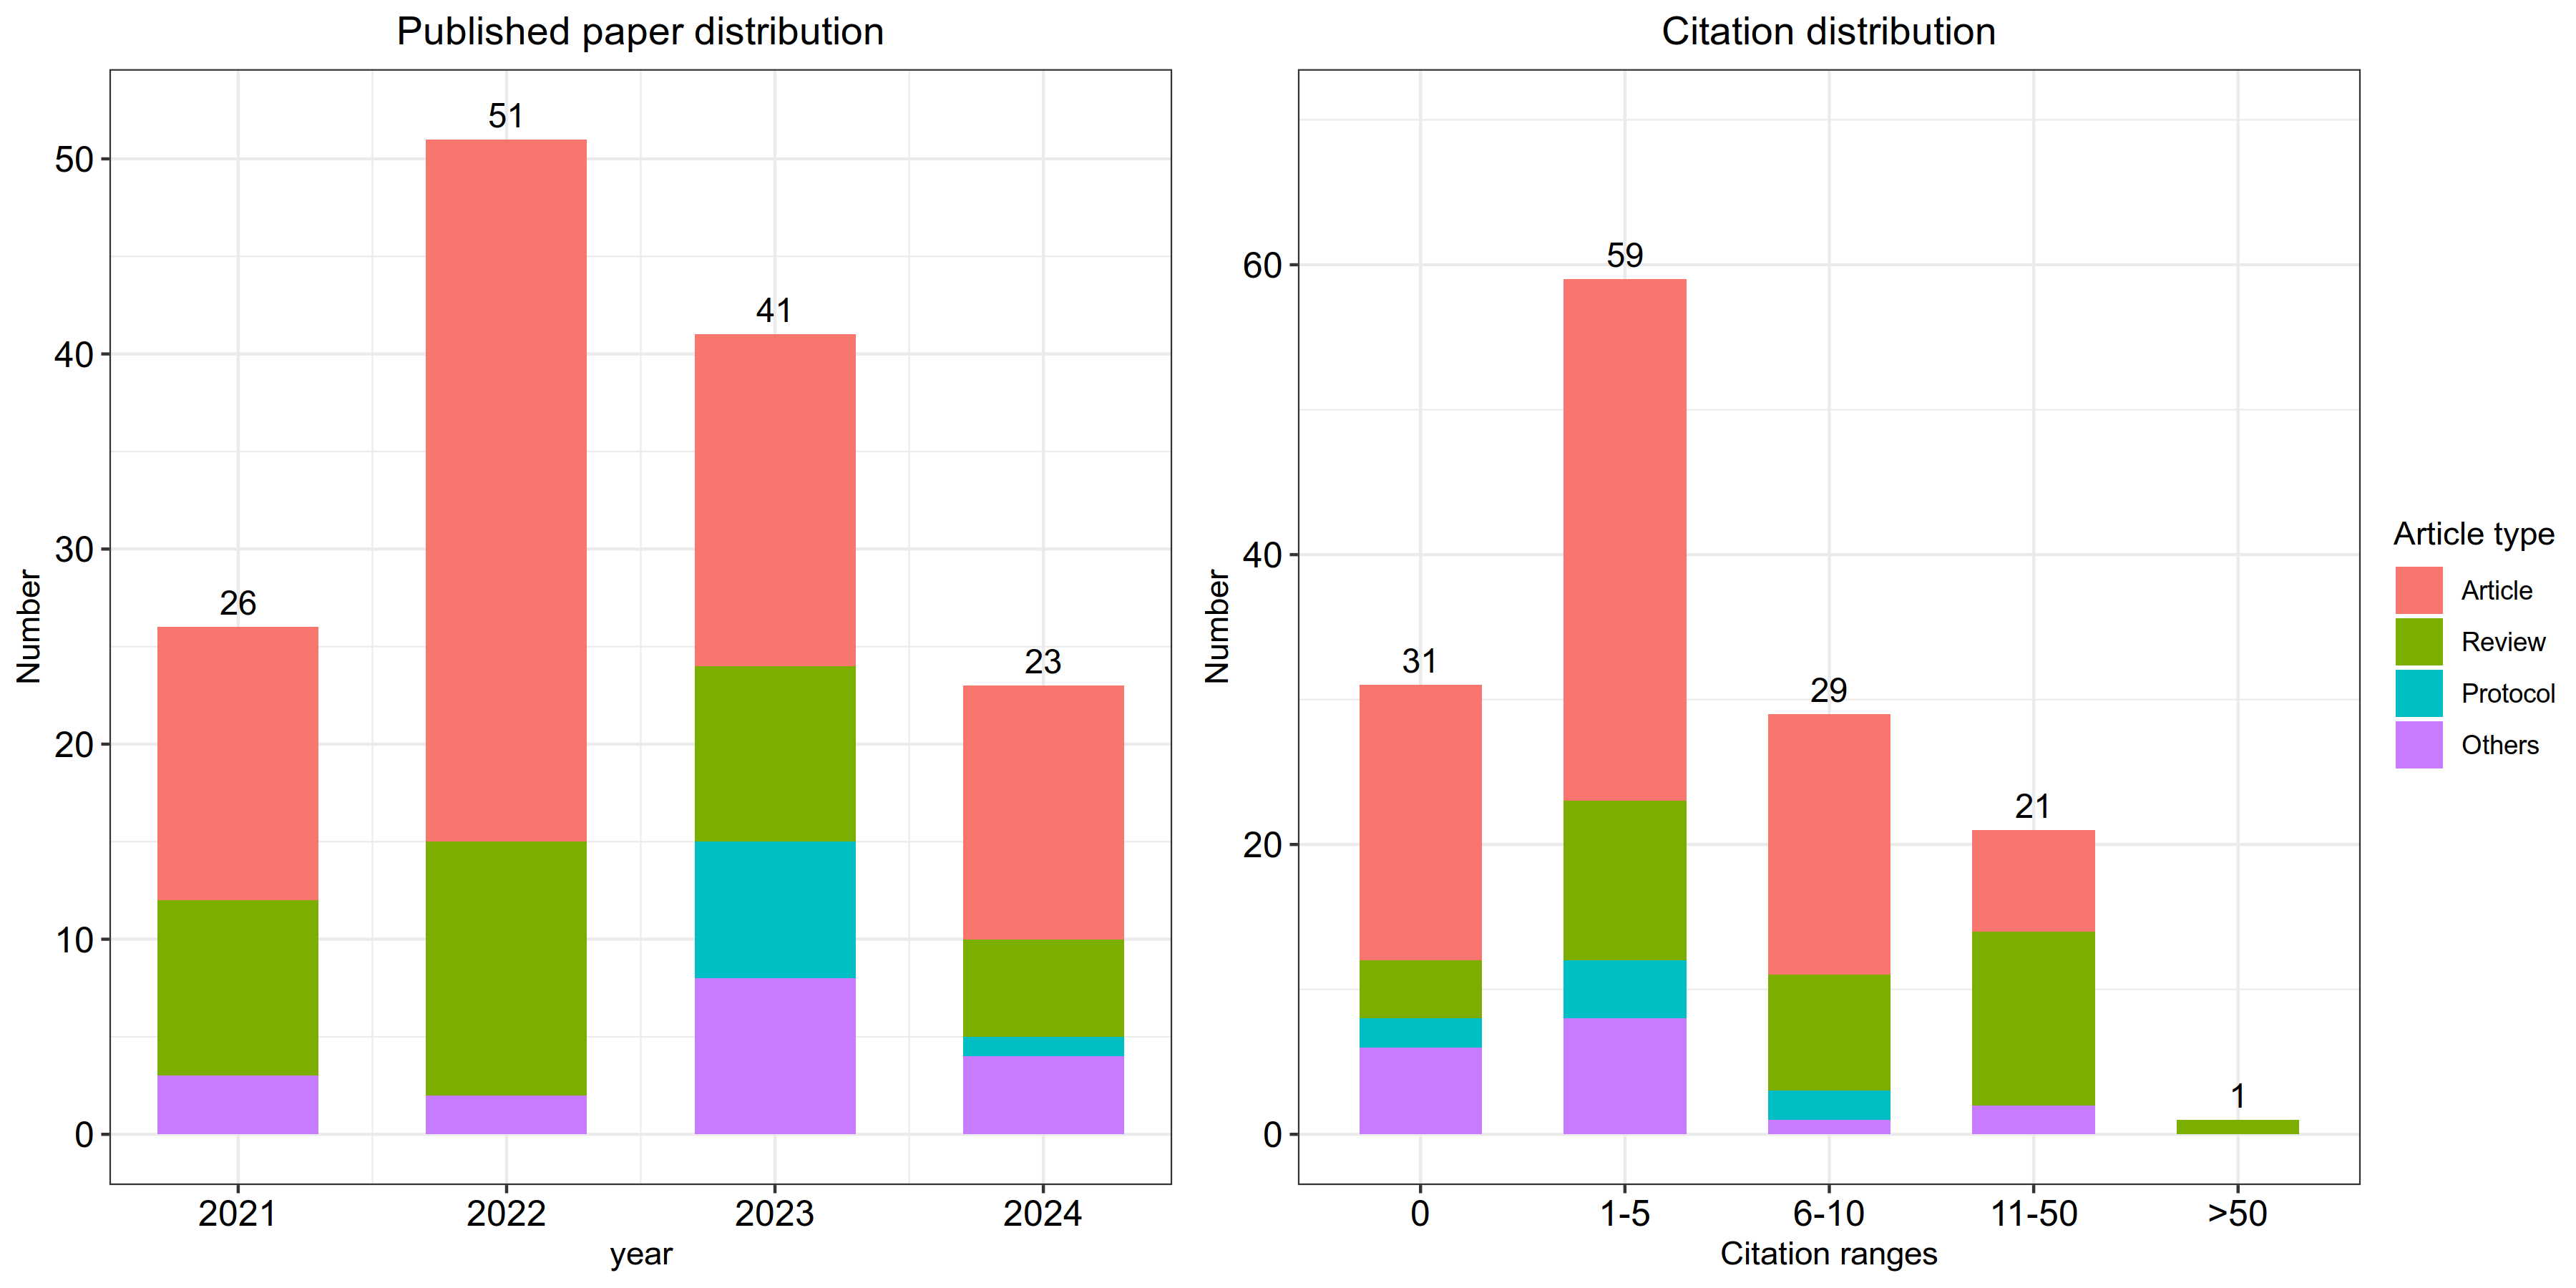 Published paper distribution
Number
50
40
30
20
10
0
26
51
41
23
2021 2022 2023 2024
year
Citation distribution
Number
60
40
20
0
31
59
29
21
1
0 1-5 6-10 11-50 >50
Citation ranges
Article type
Article
Review
Protocol
Others